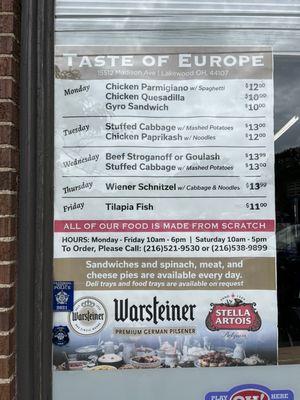 TASTE OF EUROPE
15512 Madison Ave | Lakewood OH, 44107
Monday
Chicken Parmigiano w/ Spaghetti $12.00
Chicken Quesadilla $10.00
Gyro Sandwich $10.00
Tuesday
Stuffed Cabbage w/ Mashed Potatoes $13.00
Chicken Paprikash w/ Noodles $12.00
Wednesday
Beef Stroganoff or Goulash $13.99
Stuffed Cabbage w/ Mashed Potatoes $13.00
Thursday
Wiener Schnitzel w/ Cabbage & Noodles $13.99
Friday
Tilapia Fish $11.00
ALL OF OUR FOOD IS MADE FROM SCRATCH
HOURS: Monday - Friday 10am - 6pm | Saturday 10am - 5pm
To Order, Please Call: (216)521-9530 or (216)538-9899
Sandwiches and spinach, meat, and
cheese pies are available every day.
Deli trays and food trays are available on request
Warsteiner
Warsteiner
PREMIUM GERMAN PILSENER
STELLA
ARTOIS
Belgium
PLAY OH! HERE